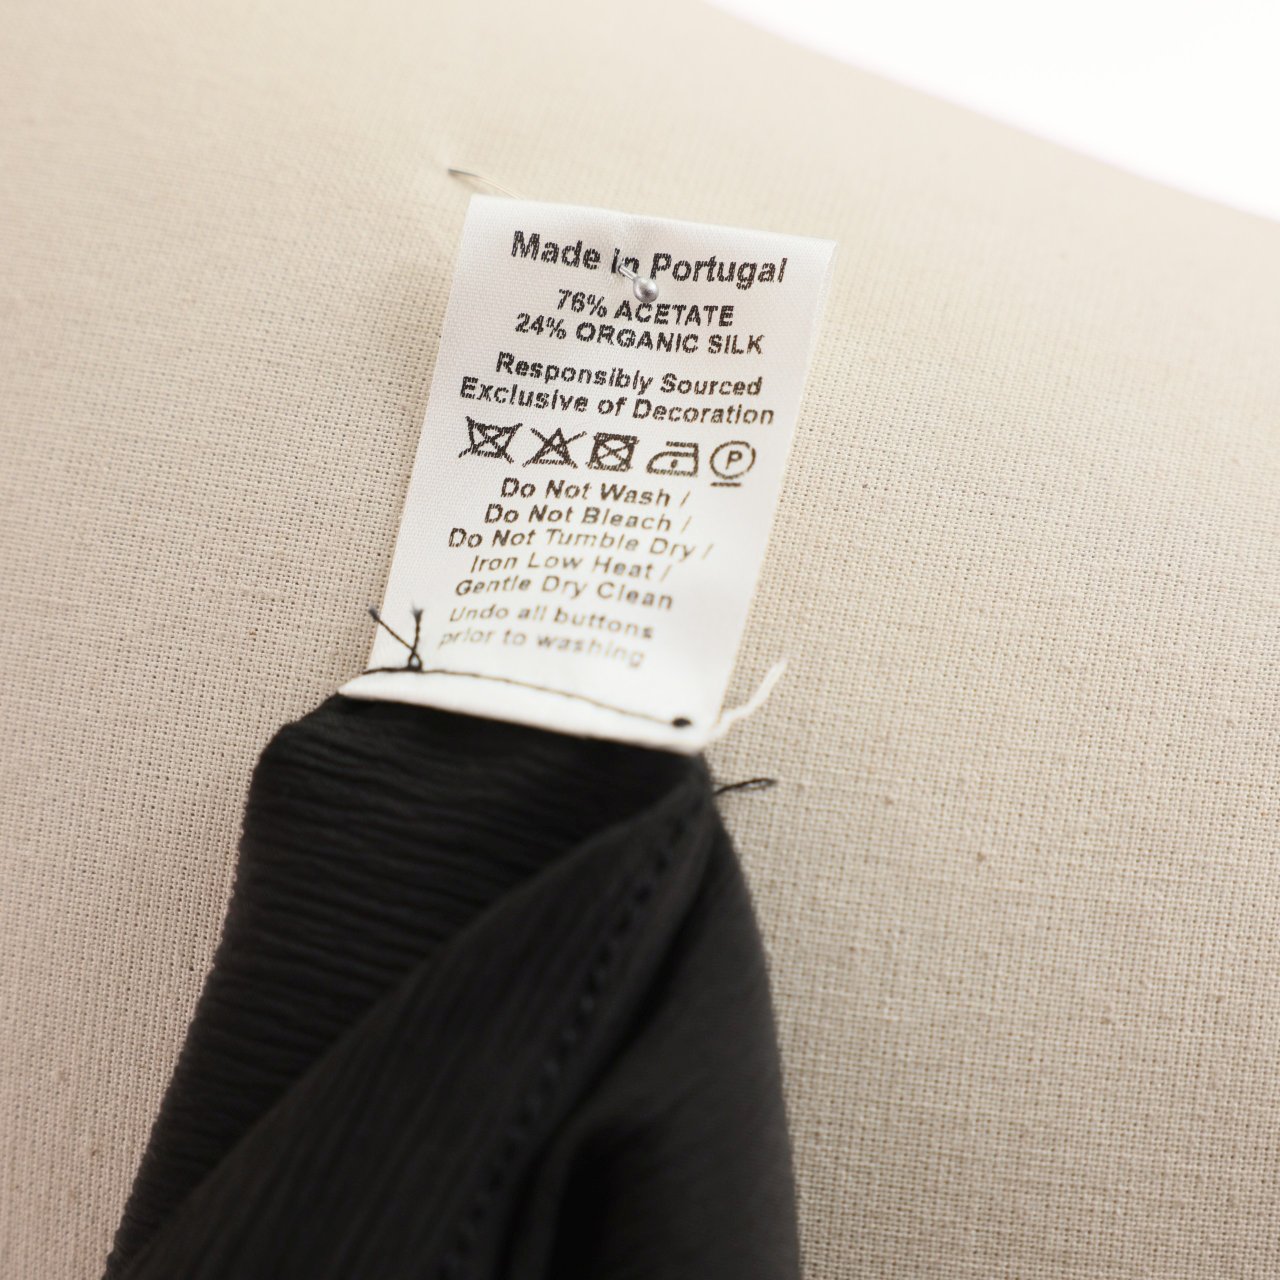 Made in Portugal
76% ACETATE
24% ORGANIC SILK
Responsibly Sourced
Exclusive of Decoration
P
Do Not Wash /
Do Not Bleach /
Do Not Tumble Dry /
Iron Low Heat /
Gentle Dry Clean
Undo all buttons
prior to washing